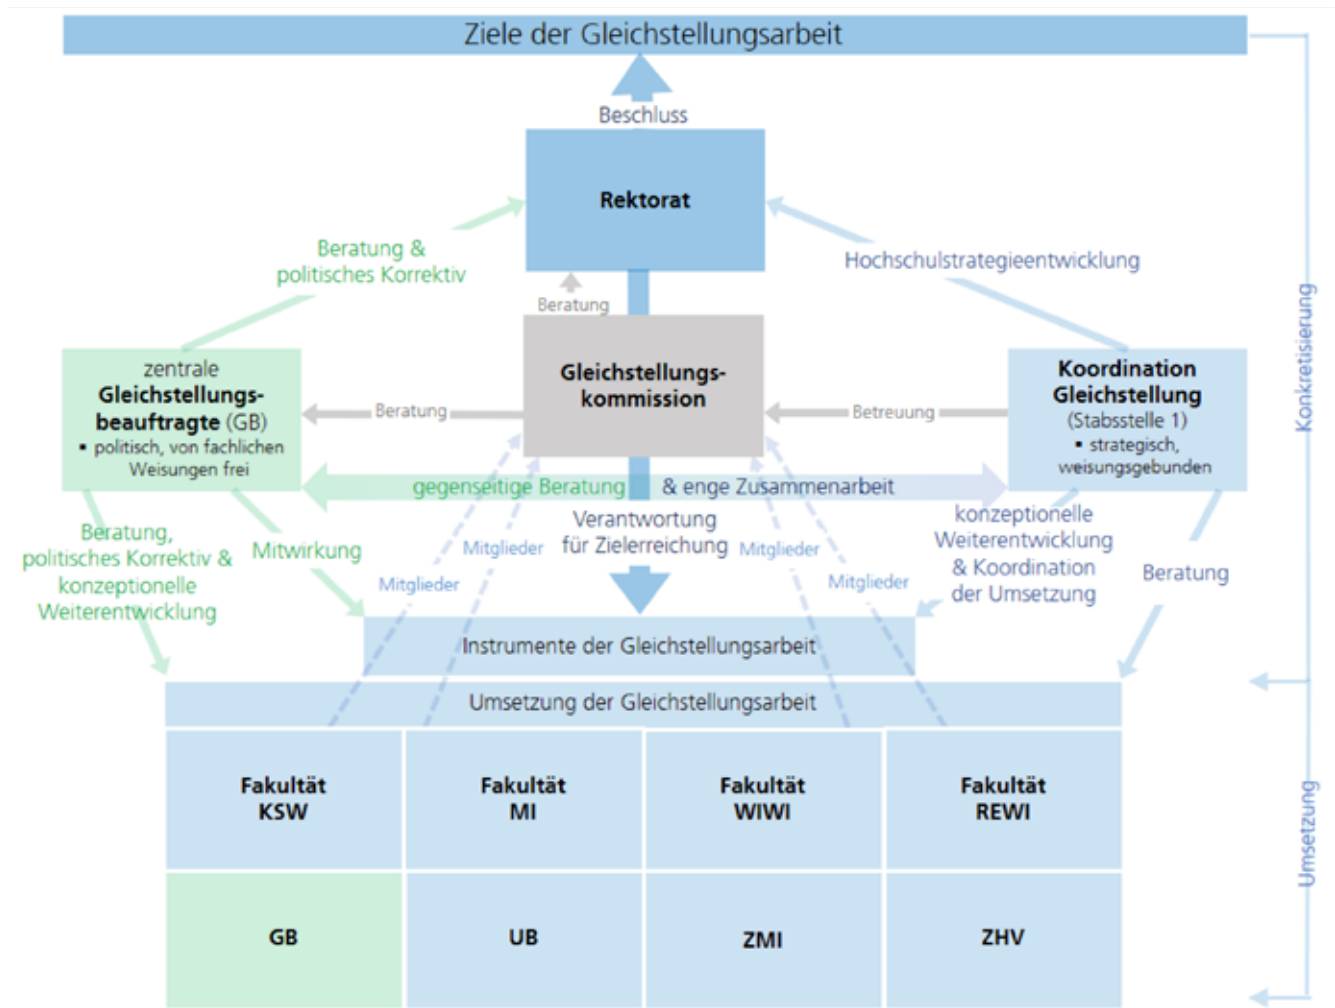 Ziele der Gleichstellungsarbeit
Beschluss
Rektorat
Beratung &
politisches Korrektiv
Hochschulstrategieentwicklung
Beratung
zentrale
Gleichstellungs-
beauftragte (GB)
▪ politisch, von fachlichen
Weisungen frei
Beratung
Gleichstellungs-
kommission
Betreuung
Koordination
Gleichstellung
(Stabsstelle 1)
▪ strategisch,
weisungsgebunden
Konkretisierung
gegenseitige Beratung & enge Zusammenarbeit
Beratung,
politisches Korrektiv &
konzeptionelle
Weiterentwicklung
Mitwirkung
Mitglieder
Mitglieder
Verantwortung
für Zielerreichung
Mitglieder
Mitglieder
konzeptionelle
Weiterentwicklung
& Koordination
der Umsetzung
Beratung
Instrumente der Gleichstellungsarbeit
Umsetzung der Gleichstellungsarbeit
Fakultät
KSW
Fakultät
MI
Fakultät
WIWI
Fakultät
REWI
Umsetzung
GB
UB
ZMI
ZHV